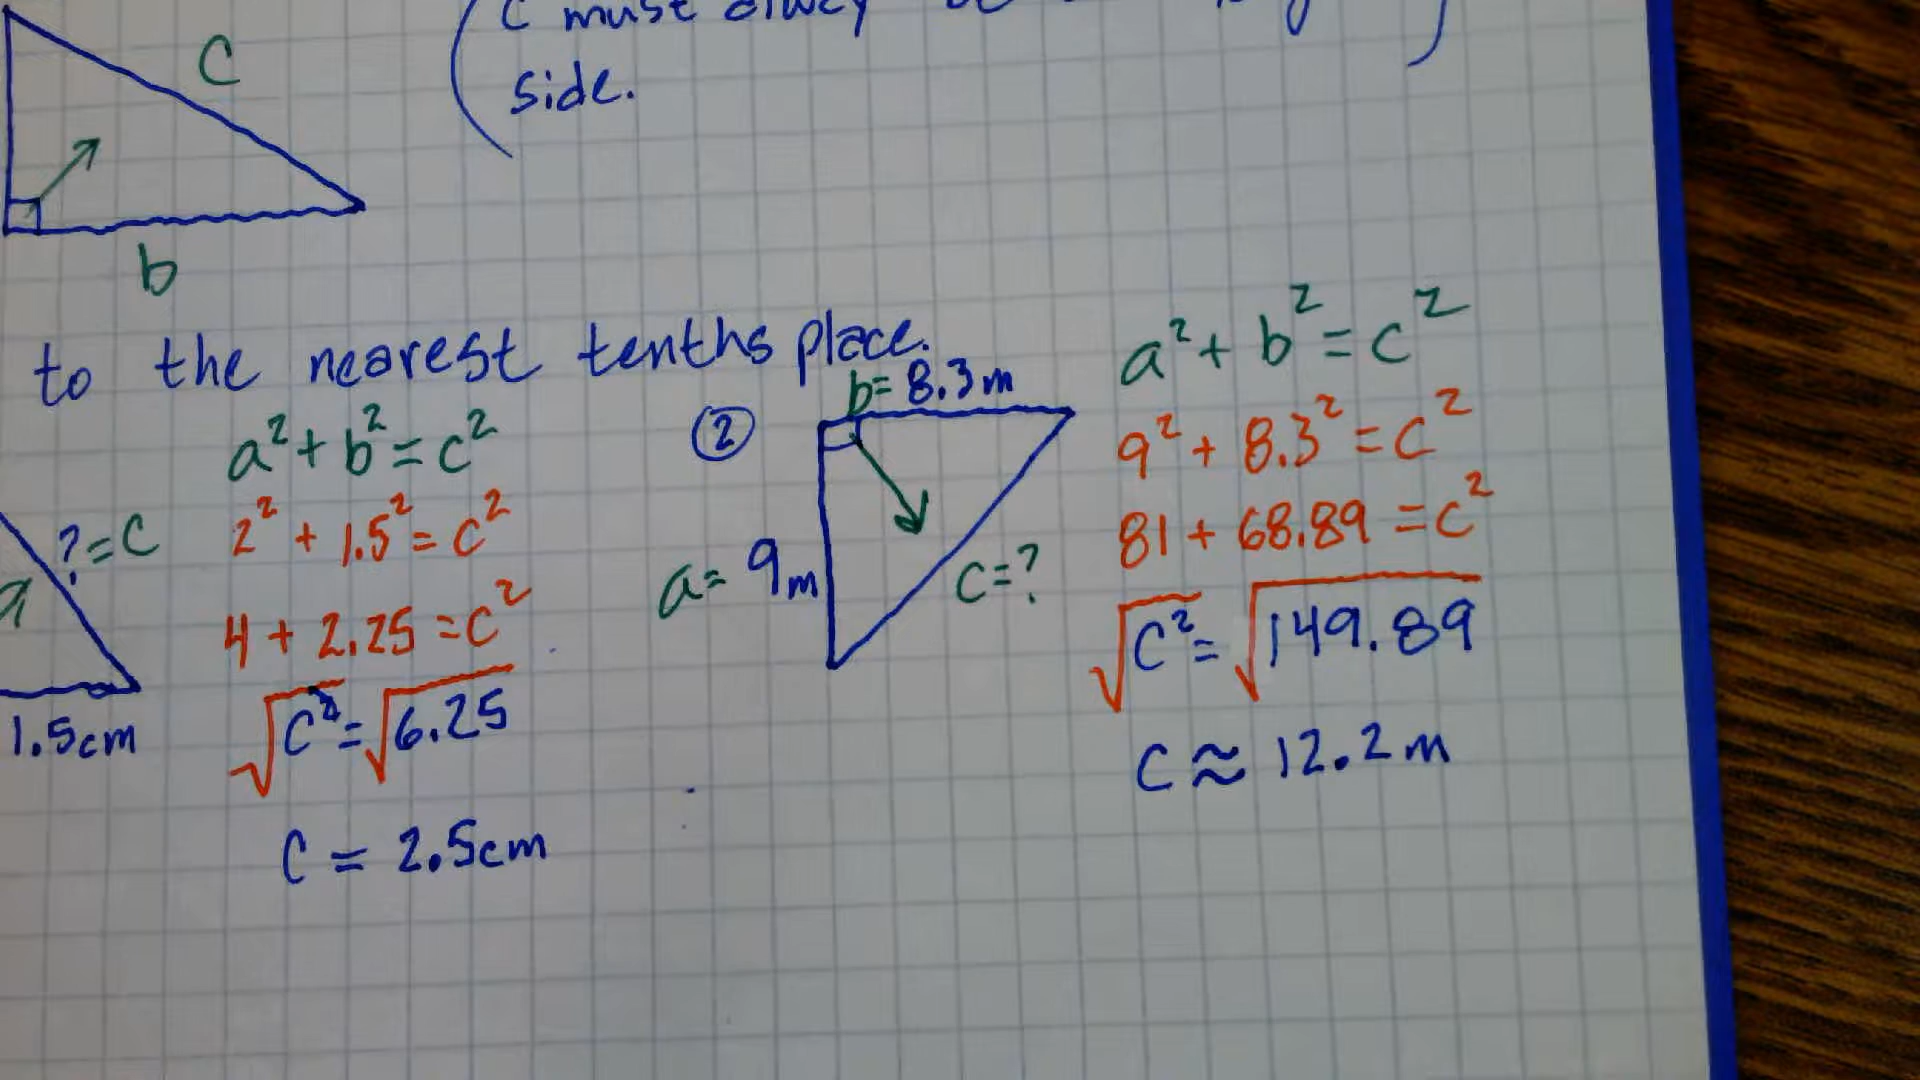 C must alway
side.
C
b
to the nearest tenths place.
a
?=C
1.5cm
a²+b²=c²
2²+1.5²=c²
4+2.25=c²
√c²=√6.25
c=2.5cm
②
b=8.3m
a=9m
c=?
a²+b²=c²
9²+8.3²=c²
81+68.89=c²
√c²=√149.89
c≈12.2m